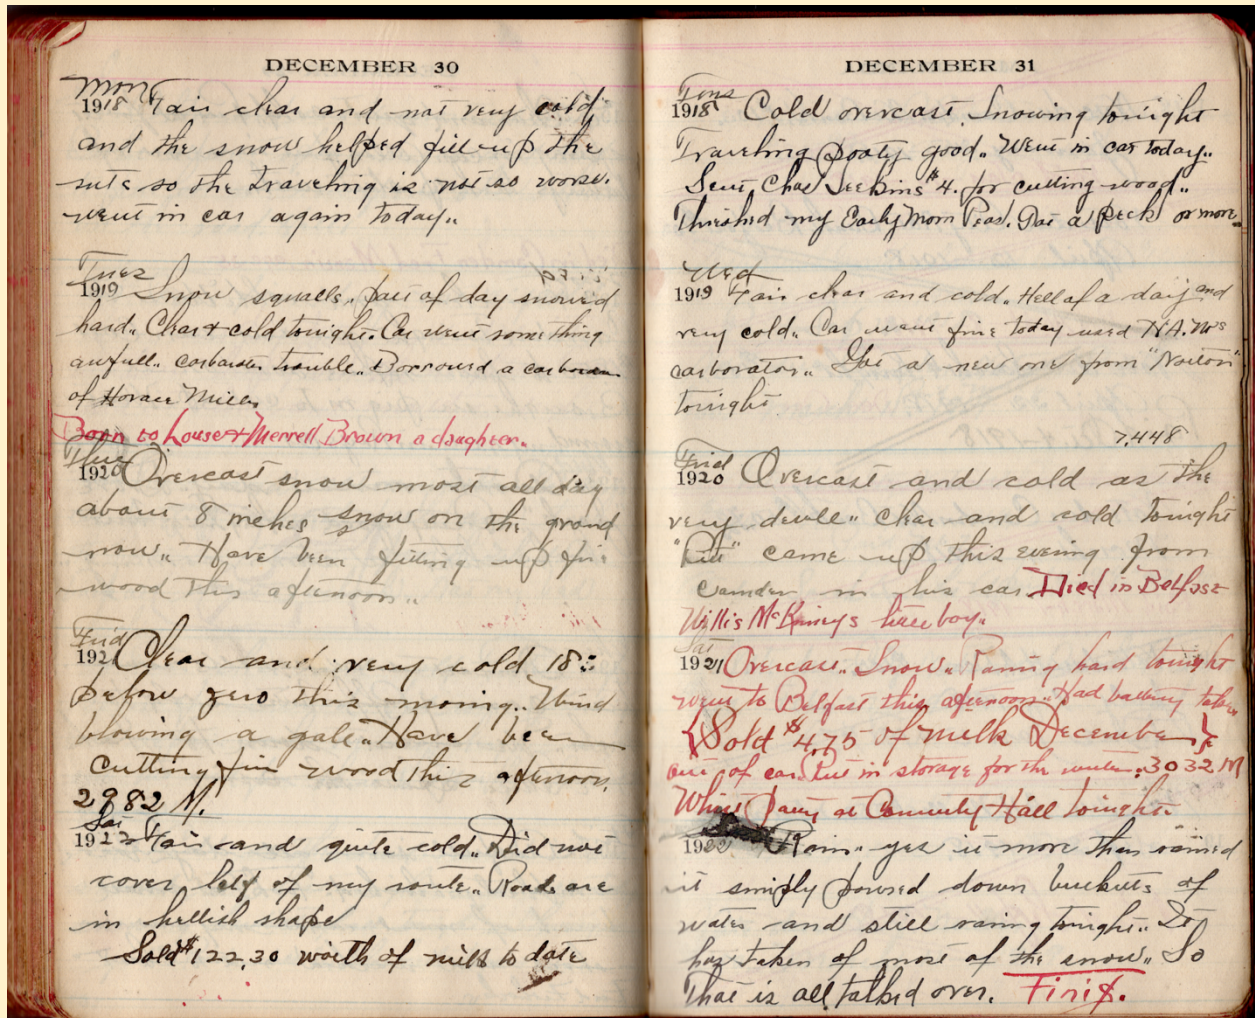 DECEMBER 30
Mon
1918 Fair clear and not very cold
and the snow helped fill up the
ruts so the traveling is not so worse.
went in car again today..
Tues
1919 Snow squalls.. part of day snowed
hard.. Clear & cold tonight. Car went something
awfull.. carborater trouble.. Borrowed a carborater
of Horace Miller
Born to Louse & Merrell Brown a daughter.
Thur
1920 Overcast snow most all day
about 8 inches snow on the ground
now.. Have been fitting up fire
wood this afternoon..
Frid
1921 Clear and very cold 18:
below zero this moring.. Wind
blowing a gale.. Have been
cutting fire wood this afternoon.
2982 M.
Sat
1922 Fair and quite cold.. Did not
cover half of my route.. Roads are
in hellish shape
Sold $122.30 worth of milk to date
DECEMBER 31
Tues
1918 Cold overcast. Snowing tonight
Traveling pooty good.. Went in car today..
Sent Chas Seekins $4. for cutting wood..
Thrished my Early Morn Peas. Got a peck or more
Wed
1919 Fair clear and cold.. Hell of a day and
very cold.. Car went fine today used
carborator.. Got a new one from "Norton"
tonight.
7,448
Frid
1920 Overcast and cold as the
very deville.. Clear and cold tonight
came up this evening from
Camden in his car. Died in Belfast
Willis McKinney's little boy..
Sat
1921 Overcast.. Snow.. Raning hard tonight
went to Belfast this afternoon.. Had battery taken
{Sold $4.75 of milk December}
out of car. Put in storage for the winter. 3032 M
Whist Party at Comunity Hall tonight.
1922 Rain.. yes it more than rained
it simply poured down buckets of
water and still raning tonight.. It
has taken of most of the snow.. So
that is all talked over. Finis.